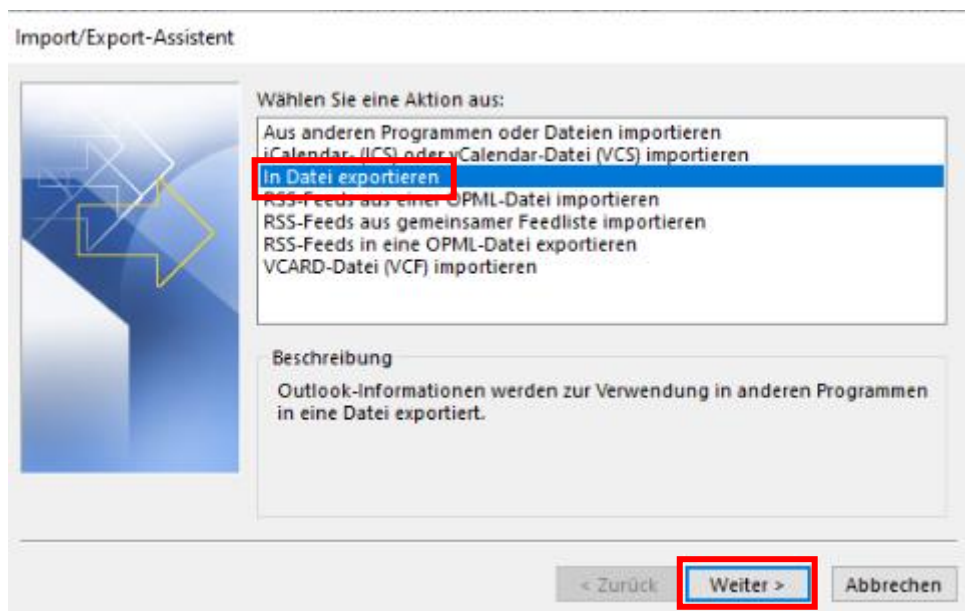 Import/Export-Assistent
Wählen Sie eine Aktion aus:
Aus anderen Programmen oder Dateien importieren
iCalendar- (ICS) oder vCalendar-Datei (VCS) importieren
In Datei exportieren
RSS-Feeds aus einer OPML-Datei importieren
RSS-Feeds aus gemeinsamer Feedliste importieren
RSS-Feeds in eine OPML-Datei exportieren
VCARD-Datei (VCF) importieren
Beschreibung
Outlook-Informationen werden zur Verwendung in anderen Programmen
in eine Datei exportiert.
< Zurück Weiter > Abbrechen